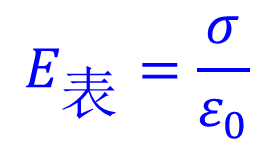 E表 = σ/ε₀